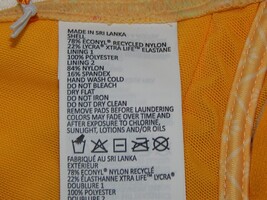 MADE IN SRI LANKA
SHELL
78% ECONYL® RECYCLED NYLON
22% LYCRA® XTRA LIFE™ ELASTANE
LINING 1
100% POLYESTER
LINING 2
84% NYLON
16% SPANDEX
HAND WASH COLD
DO NOT BLEACH
DRY FLAT
DO NOT IRON
DO NOT DRY CLEAN
REMOVE PADS BEFORE LAUNDERING
COLORS MAY FADE OVER TIME AND
AFTER EXPOSURE TO CHLORINE,
SUNLIGHT, LOTIONS AND/OR OILS
FABRIQUÉ AU SRI LANKA
EXTÉRIEUR
78% ECONYL® NYLON RECYCLÉ
22% ÉLASTHANNE XTRA LIFE™ LYCRA®
DOUBLURE 1
100% POLYESTER
DOUBLURE 2